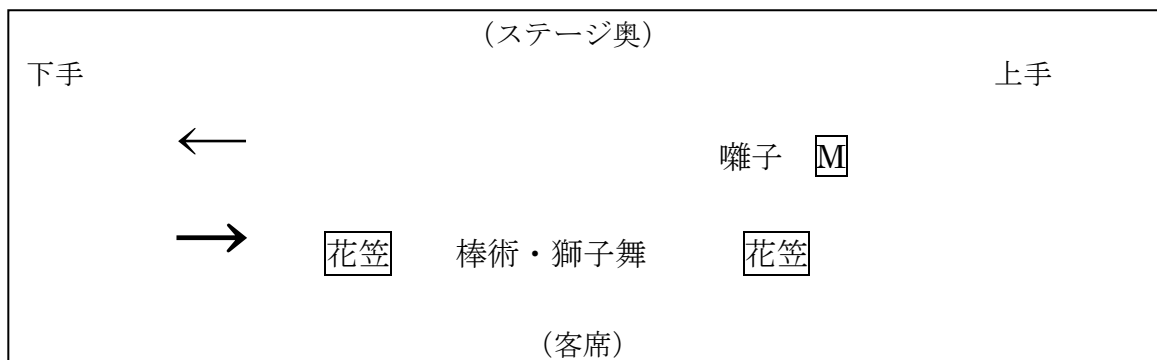 （ステージ奥）
下手 上手
←
囃子 M
→
花笠 棒術・獅子舞 花笠
（客席）